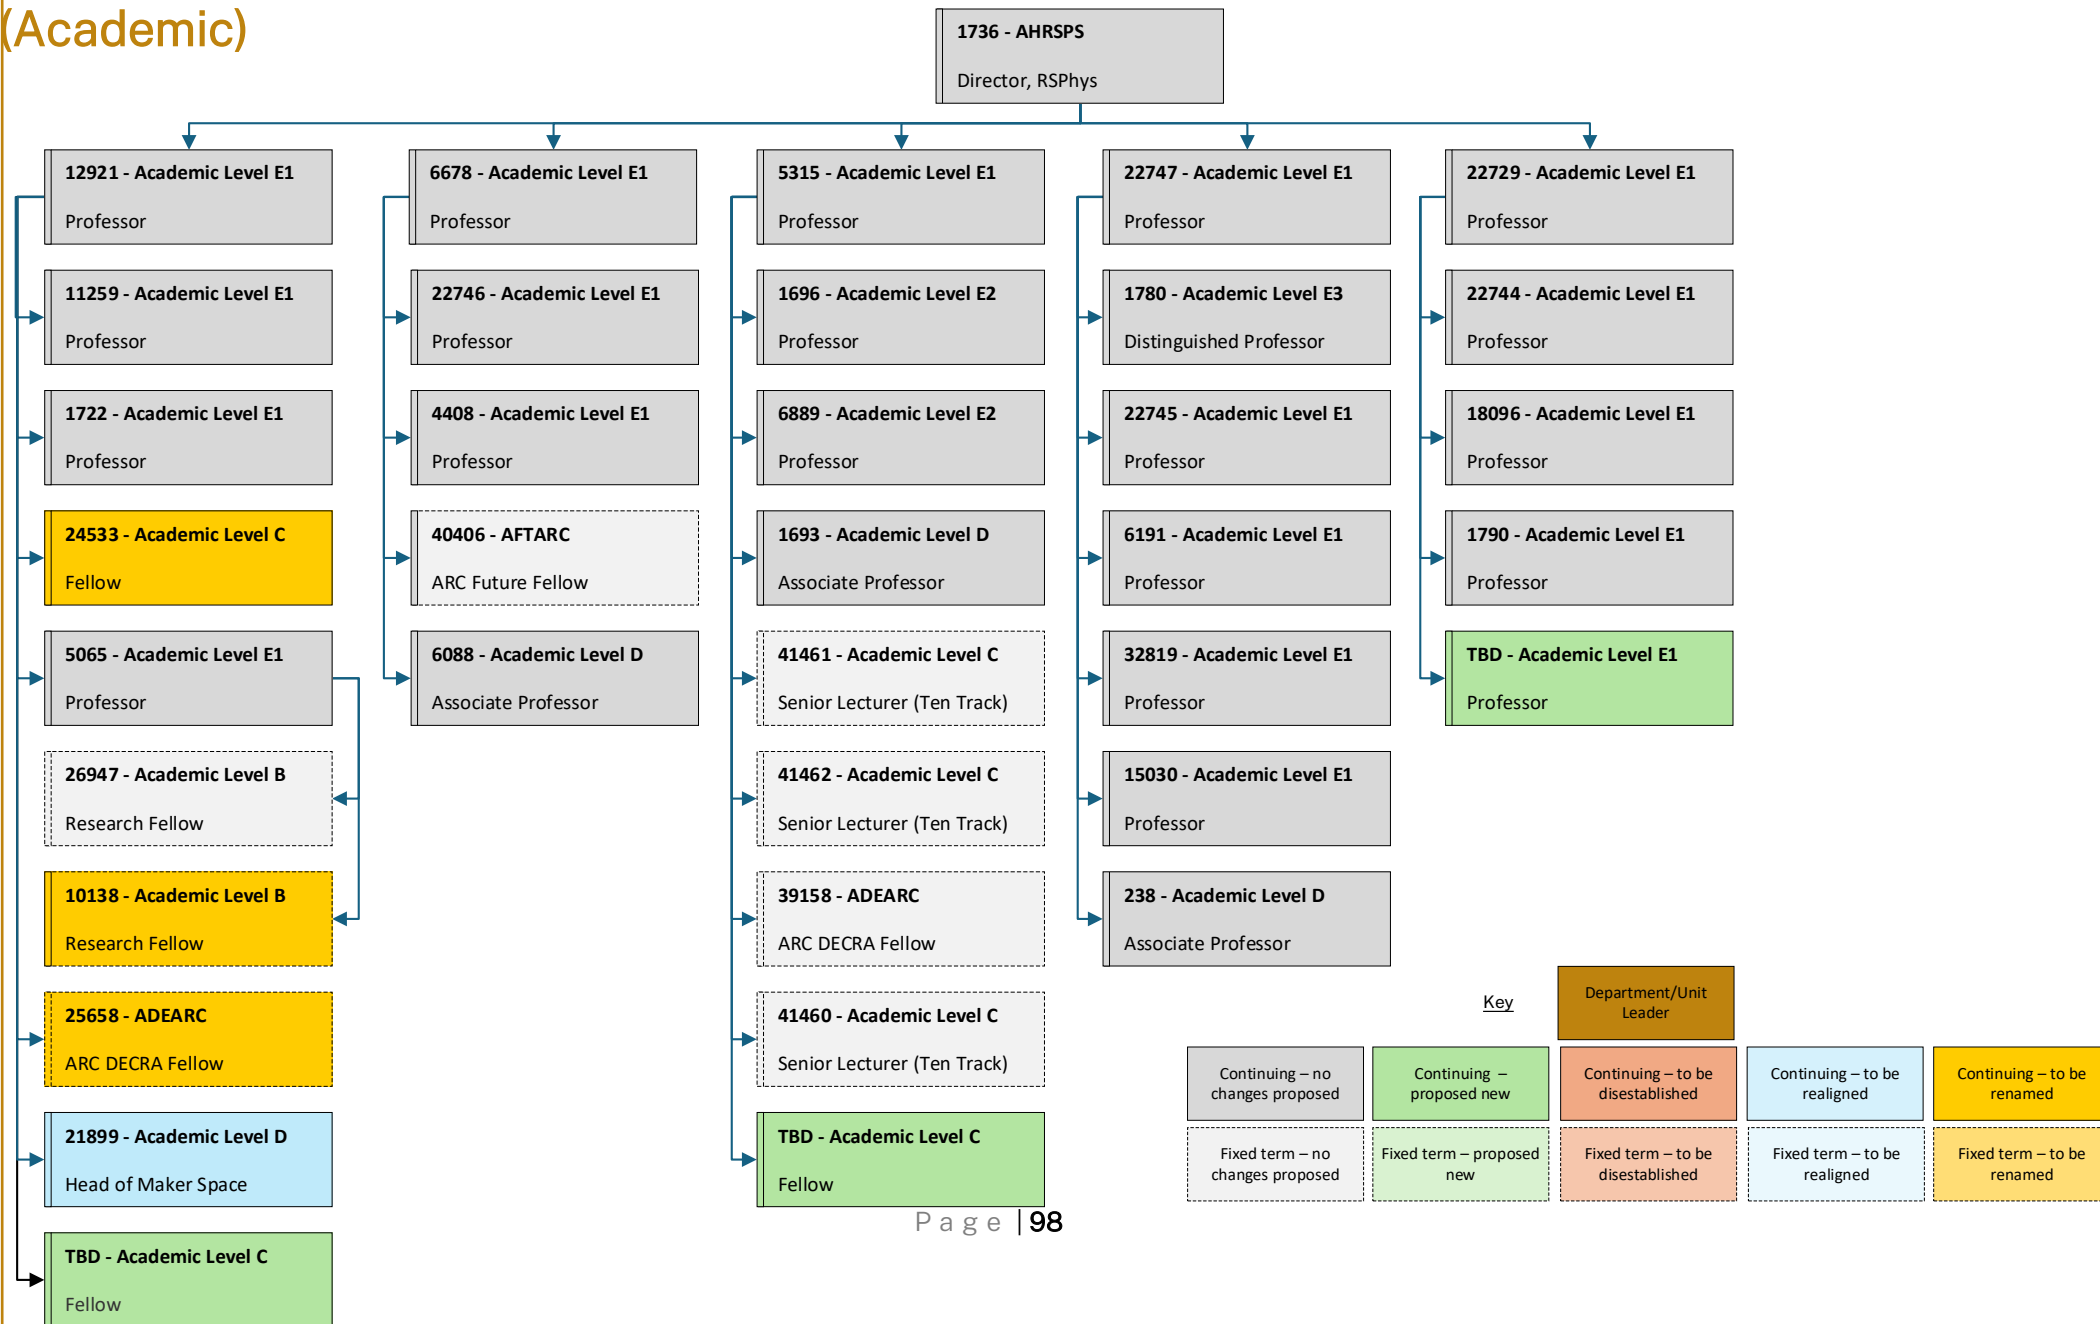 (Academic)
1736 - AHRSPS
Director, RSPhys
12921 - Academic Level E1
Professor
11259 - Academic Level E1
Professor
1722 - Academic Level E1
Professor
24533 - Academic Level C
Fellow
5065 - Academic Level E1
Professor
26947 - Academic Level B
Research Fellow
10138 - Academic Level B
Research Fellow
25658 - ADEARC
ARC DECRA Fellow
21899 - Academic Level D
Head of Maker Space
TBD - Academic Level C
Fellow
6678 - Academic Level E1
Professor
22746 - Academic Level E1
Professor
4408 - Academic Level E1
Professor
40406 - AFTARC
ARC Future Fellow
6088 - Academic Level D
Associate Professor
5315 - Academic Level E1
Professor
1696 - Academic Level E2
Professor
6889 - Academic Level E2
Professor
1693 - Academic Level D
Associate Professor
41461 - Academic Level C
Senior Lecturer (Ten Track)
41462 - Academic Level C
Senior Lecturer (Ten Track)
39158 - ADEARC
ARC DECRA Fellow
41460 - Academic Level C
Senior Lecturer (Ten Track)
TBD - Academic Level C
Fellow
22747 - Academic Level E1
Professor
1780 - Academic Level E3
Distinguished Professor
22745 - Academic Level E1
Professor
6191 - Academic Level E1
Professor
32819 - Academic Level E1
Professor
15030 - Academic Level E1
Professor
238 - Academic Level D
Associate Professor
22729 - Academic Level E1
Professor
22744 - Academic Level E1
Professor
18096 - Academic Level E1
Professor
1790 - Academic Level E1
Professor
TBD - Academic Level E1
Professor
Key
Department/Unit
Leader
Continuing – no
changes proposed
Continuing –
proposed new
Continuing – to be
disestablished
Continuing – to be
realigned
Continuing – to be
renamed
Fixed term – no
changes proposed
Fixed term – proposed
new
Fixed term – to be
disestablished
Fixed term – to be
realigned
Fixed term – to be
renamed
Page |98